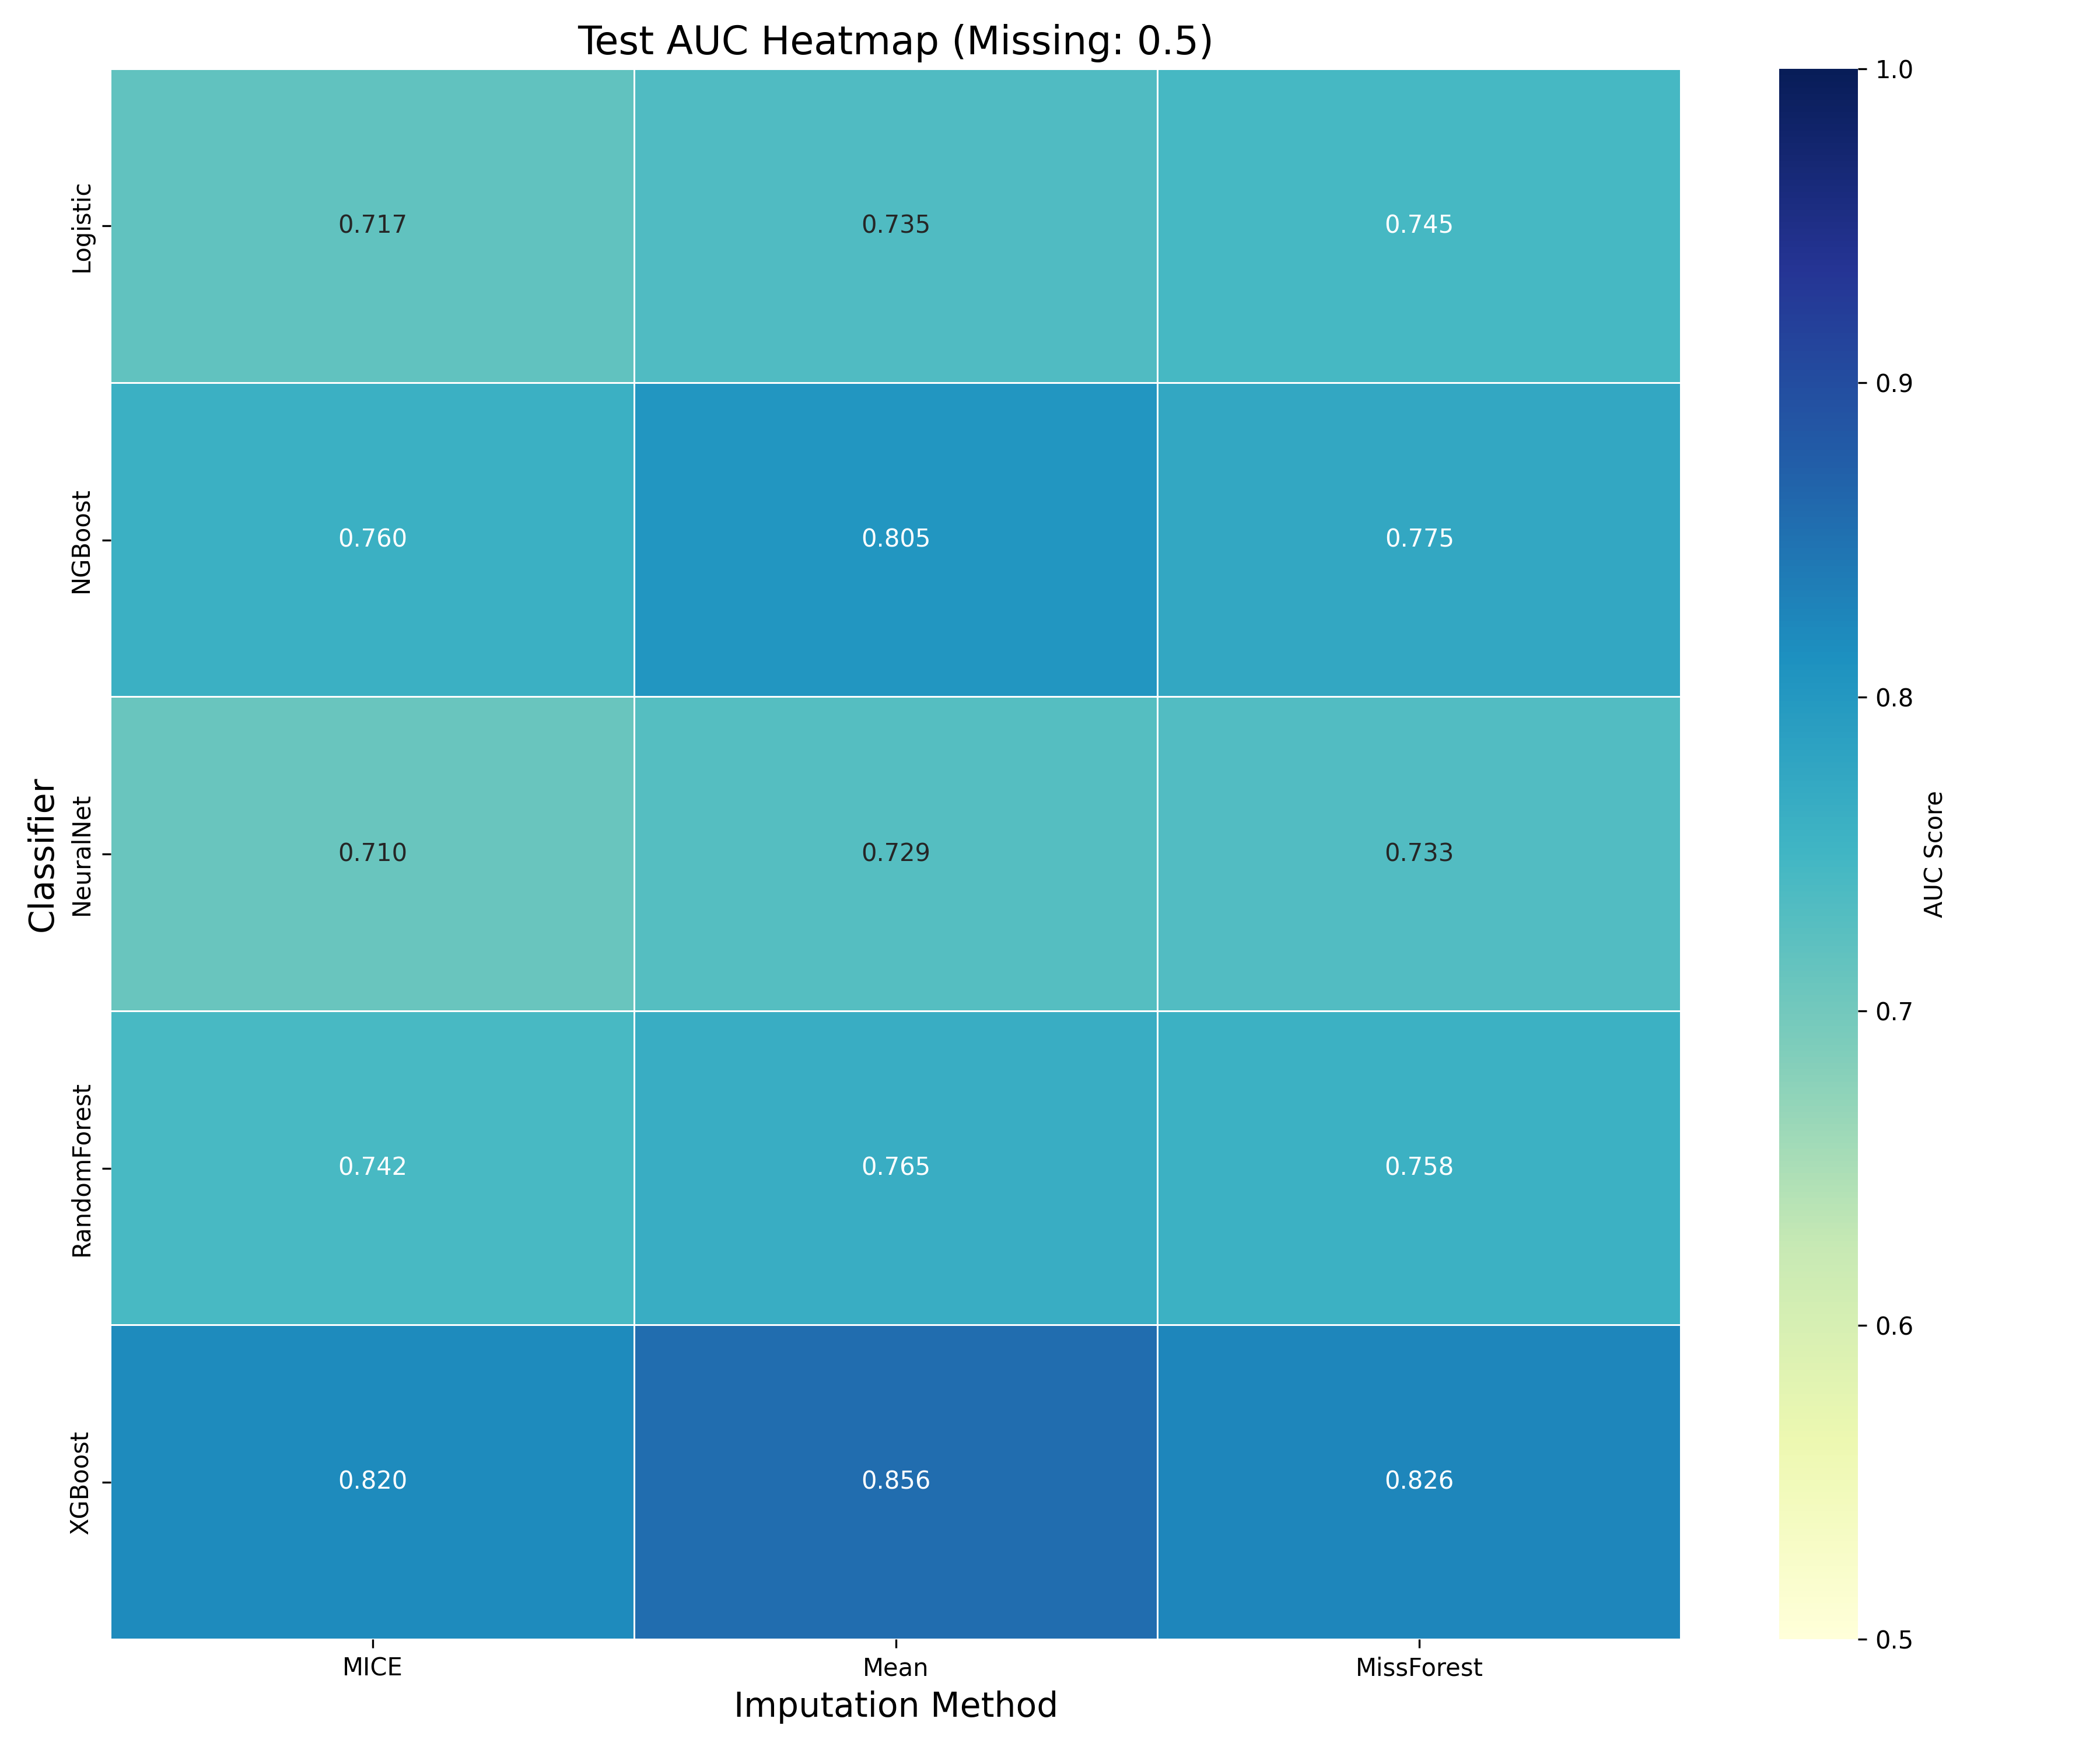 Test AUC Heatmap (Missing: 0.5)
Classifier
Logistic
0.717 0.735 0.745
NGBoost
0.760 0.805 0.775
NeuralNet
0.710 0.729 0.733
RandomForest
0.742 0.765 0.758
XGBoost
0.820 0.856 0.826
MICE Mean MissForest
Imputation Method
1.0
0.9
0.8
0.7
0.6
0.5
AUC Score